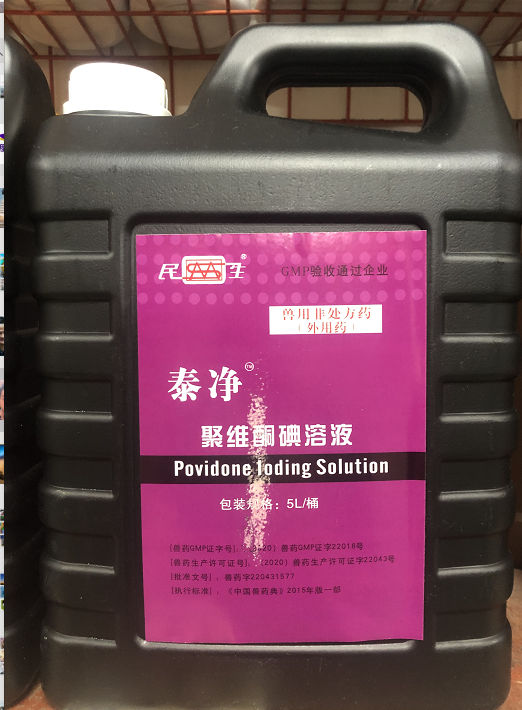 民生®
GMP验收通过企业
兽用非处方药
（外用药）
泰净™
聚维酮碘溶液
Povidone Ioding Solution
包装规格：5L/桶
[兽药GMP证字号]：（2020）兽药GMP证字22018号
[兽药生产许可证号]：（2020）兽药生产许可证字22043号
[批准文号]：兽药字220431577
[执行标准]：《中国兽药典》2015年版一部